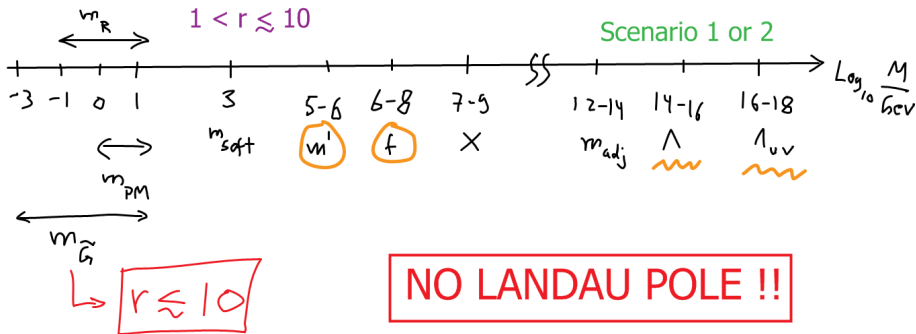 m_R
1 < r ≲ 10
Scenario 1 or 2
-3 -1 0 1 3 5-6 6-8 7-9 12-14 14-16 16-18 Log₁₀ M/GeV
m_soft m' f X m_adj Λ Λ_UV
m_PM
m_G̃
r ≲ 10
NO LANDAU POLE !!